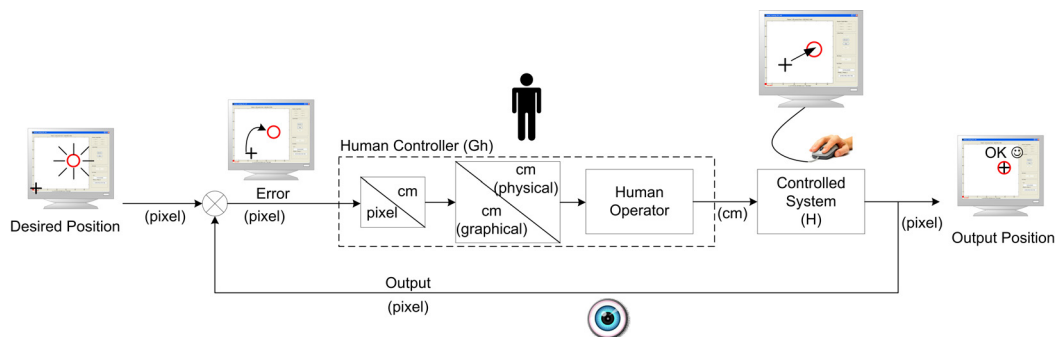 Desired Position
(pixel)
Error
(pixel)
Human Controller (Gh)
cm
pixel
cm
(physical)
cm
(graphical)
Human
Operator
(cm)
Controlled
System
(H)
(pixel)
OK ☺
Output Position
Output
(pixel)